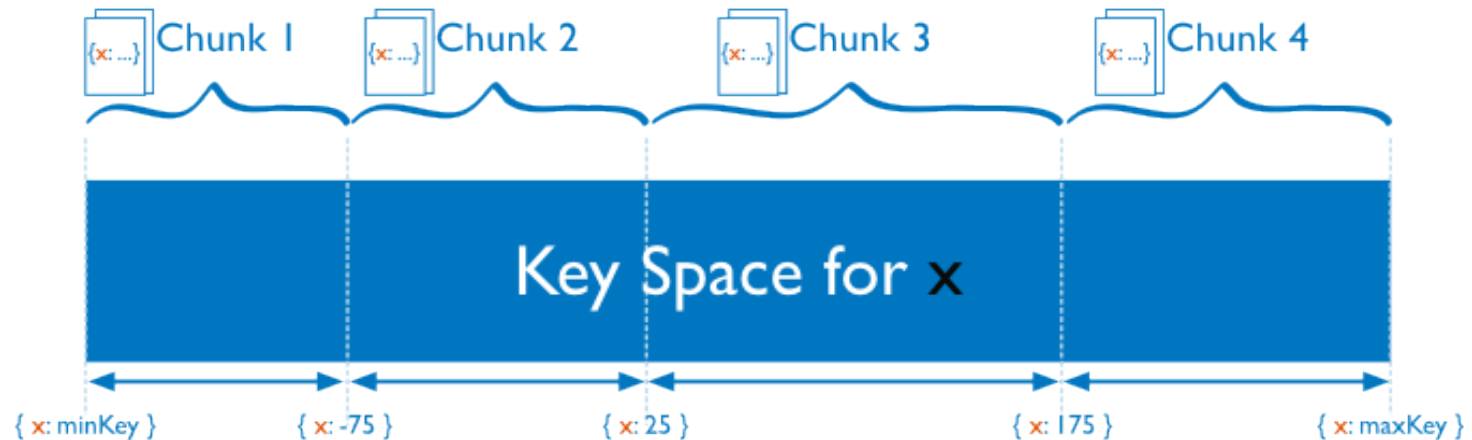 {x: ...} Chunk 1 {x: ...} Chunk 2 {x: ...} Chunk 3 {x: ...} Chunk 4
Key Space for x
{ x: minKey } { x: -75 } { x: 25 } { x: 175 } { x: maxKey }